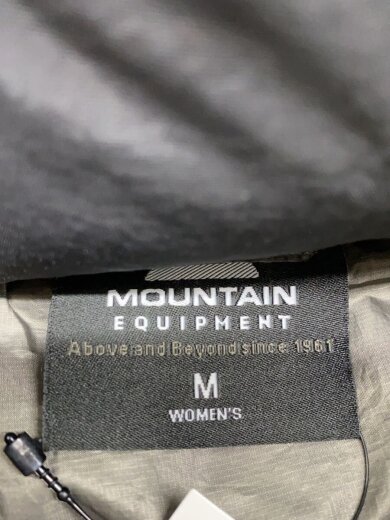 MOUNTAIN
EQUIPMENT
Above and Beyond since 1961
M
WOMEN'S